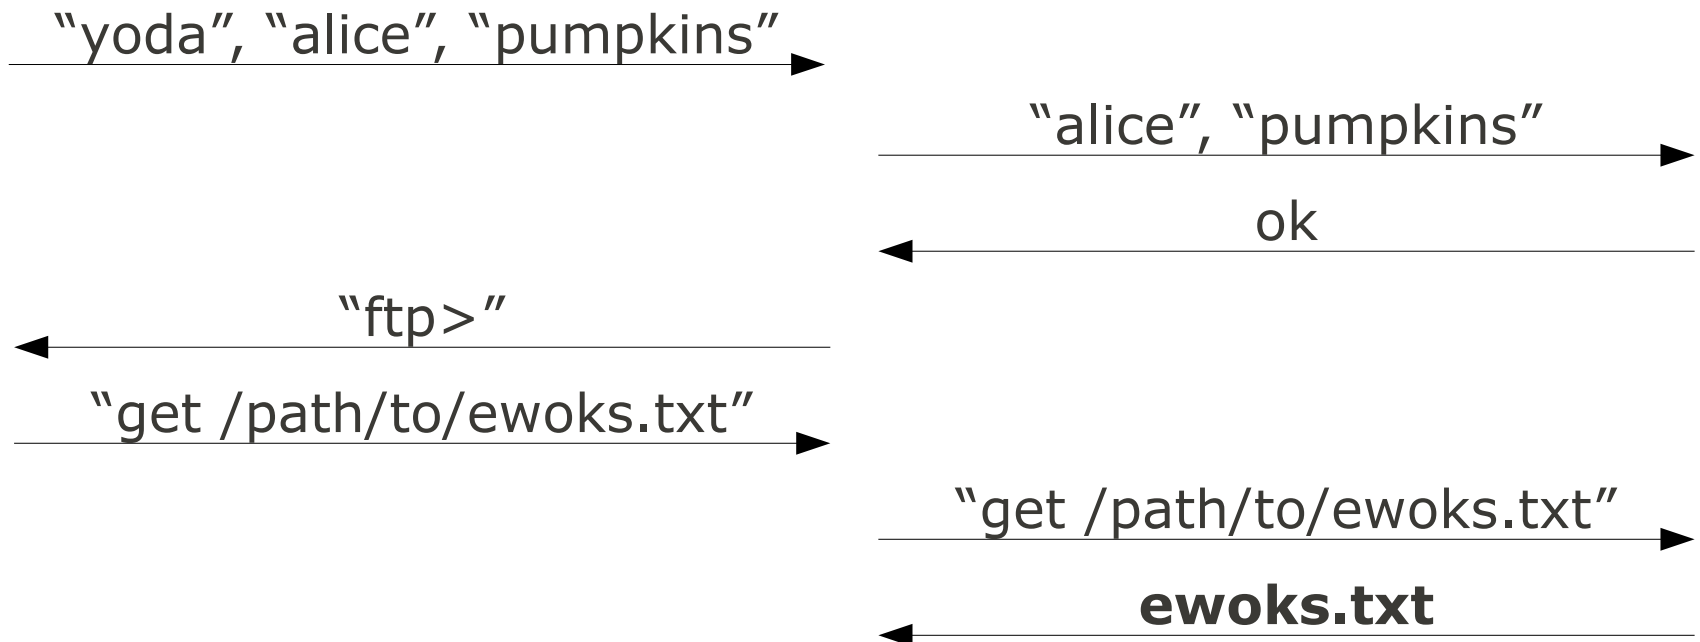 “yoda”, “alice”, “pumpkins”
“alice”, “pumpkins”
ok
“ftp>”
“get /path/to/ewoks.txt”
“get /path/to/ewoks.txt”
ewoks.txt